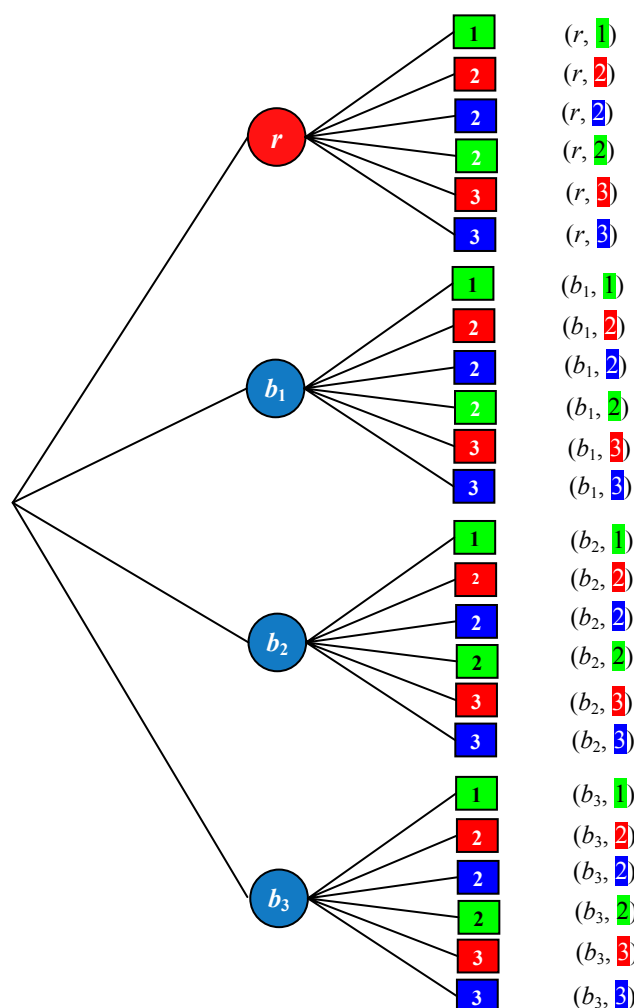 1 (r, 1)
2 (r, 2)
2 (r, 2)
r
2 (r, 2)
3 (r, 3)
3 (r, 3)
1 (b₁, 1)
2 (b₁, 2)
2 (b₁, 2)
b₁
2 (b₁, 2)
3 (b₁, 3)
3 (b₁, 3)
1 (b₂, 1)
2 (b₂, 2)
2 (b₂, 2)
b₂
2 (b₂, 2)
3 (b₂, 3)
3 (b₂, 3)
1 (b₃, 1)
2 (b₃, 2)
2 (b₃, 2)
b₃
2 (b₃, 2)
3 (b₃, 3)
3 (b₃, 3)